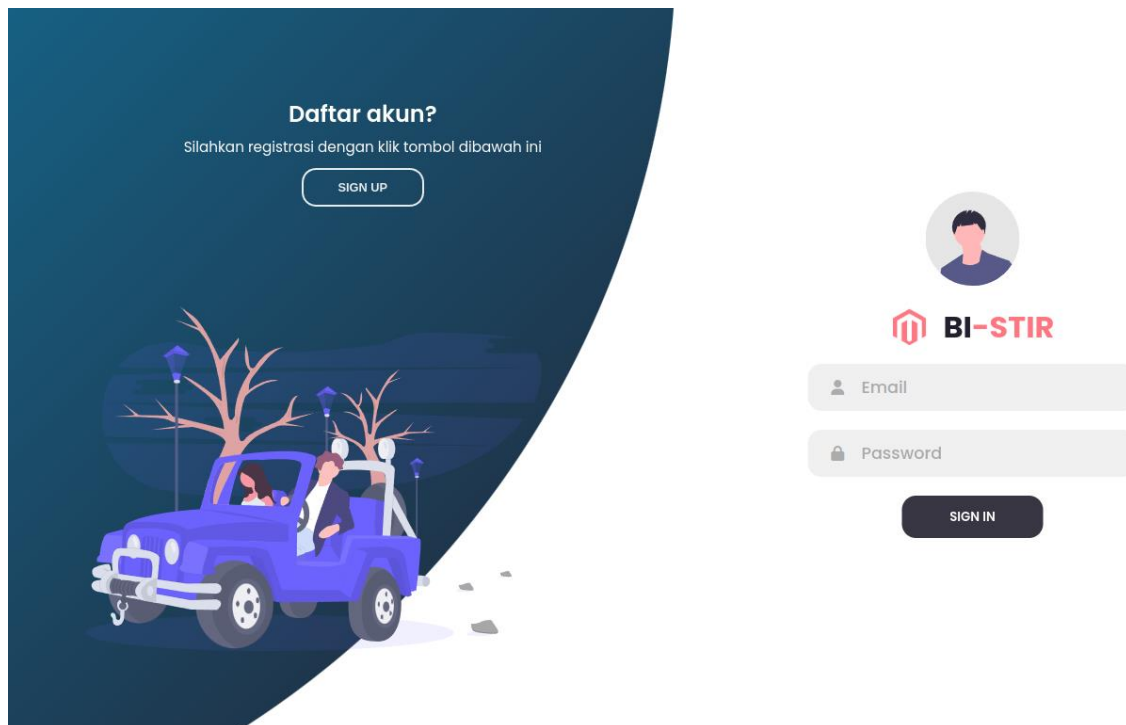 Daftar akun?
Silahkan registrasi dengan klik tombol dibawah ini
SIGN UP
BI-STIR
Email
Password
SIGN IN